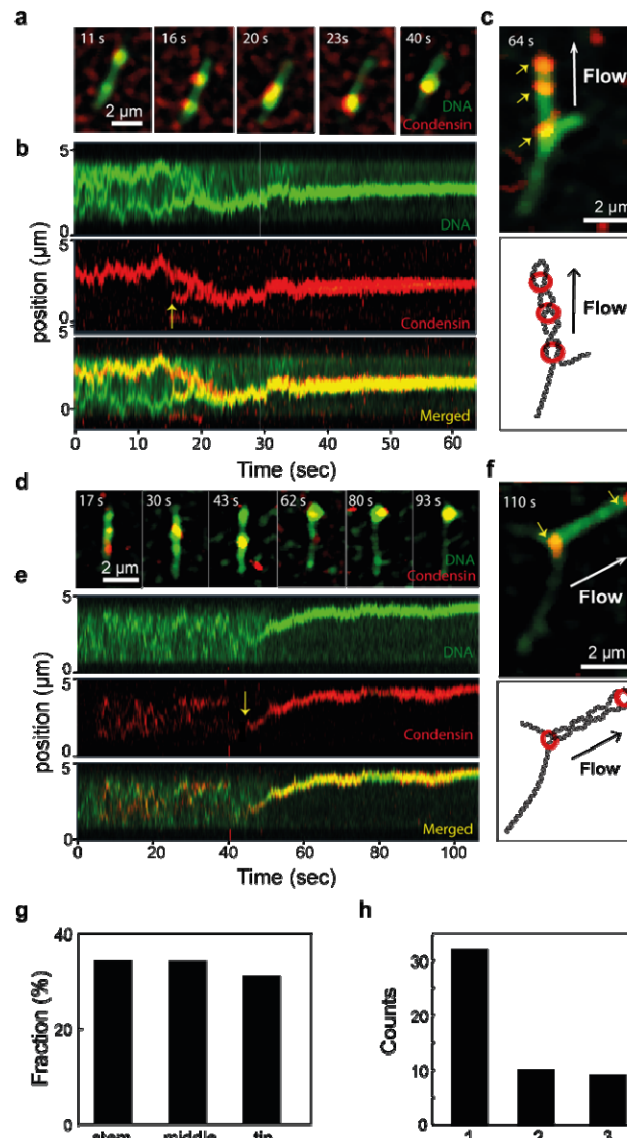 a
11 s
16 s
20 s
23s
40 s
2 µm
DNA
Condensin
c
64 s
Flow
2 µm
Flow
b
position (µm)
5
0
DNA
5
0
Condensin
5
0
Merged
0 10 20 30 40 50 60
Time (sec)
d
17 s
30 s
43 s
62 s
80 s
93 s
2 µm
DNA
Condensin
f
110 s
Flow
2 µm
Flow
e
position (µm)
5
0
DNA
5
0
Condensin
5
0
Merged
0 20 40 60 80 100
Time (sec)
g
Fraction (%)
40
20
0
stem middle tip
h
Counts
30
20
10
0
1 2 3